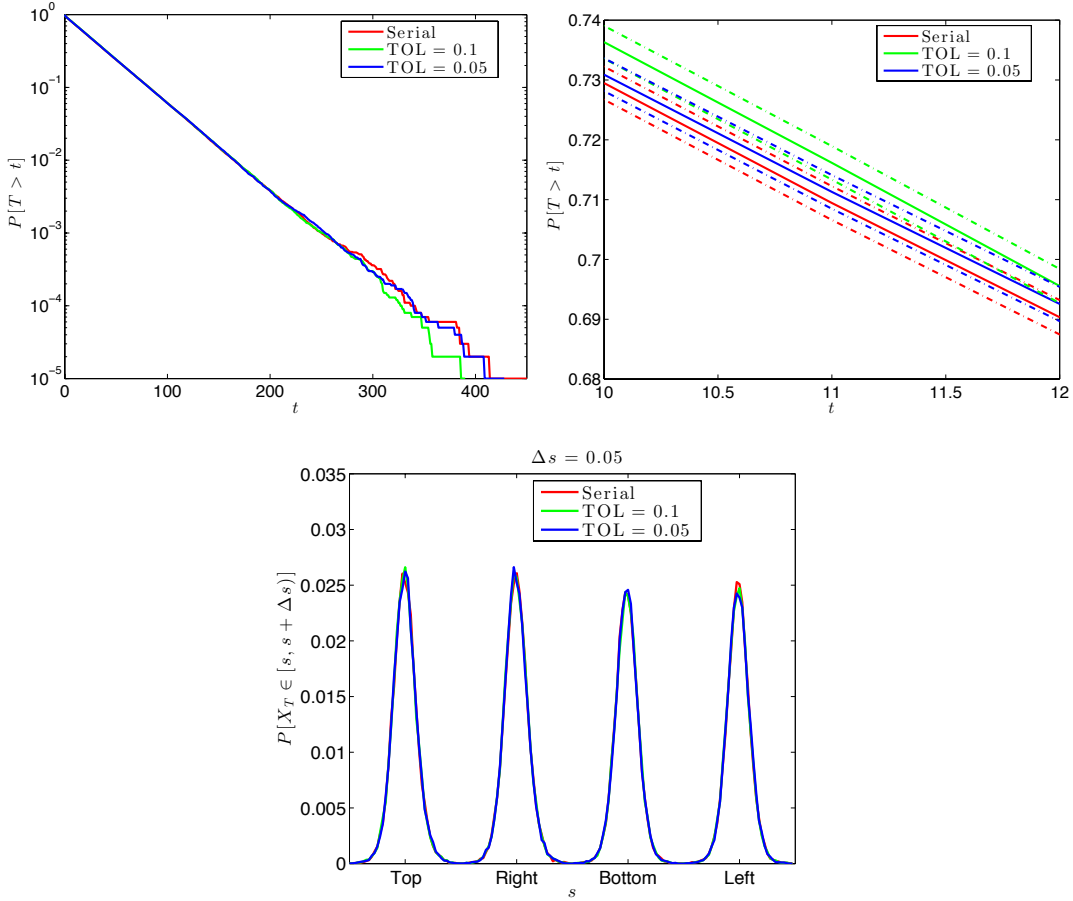 10^0
10^-1
10^-2
10^-3
10^-4
10^-5
P[T > t]
0
100
200
300
400
t
Serial
TOL = 0.1
TOL = 0.05
0.74
0.73
0.72
0.71
0.7
0.69
0.68
P[T > t]
10
10.5
11
11.5
12
t
Serial
TOL = 0.1
TOL = 0.05
Δs = 0.05
0.035
0.03
0.025
0.02
0.015
0.01
0.005
0
P[X_T ∈ [s, s + Δs)]
Serial
TOL = 0.1
TOL = 0.05
Top
Right
Bottom
Left
s